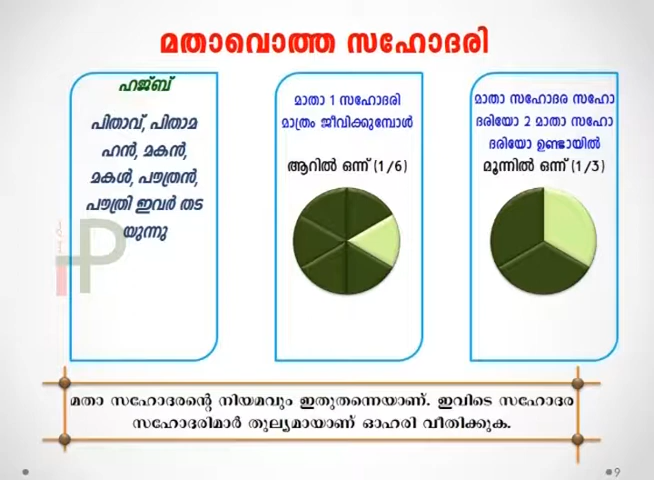 മതാവൊത്ത സഹോദരി
ഹജ്ബ്
പിതാവ്, പിതാമ
ഹൻ, മകൻ,
മകൾ, പൗത്രൻ,
പൗത്രി ഇവർ തട
യുന്നു
മാതാ 1 സഹോദരി
മാത്രം ജീവിക്കുമ്പോൾ
ആറിൽ ഒന്ന് (1/6)
മാതാ സഹോദര സഹോ
ദരിയോ 2 മാതാ സഹോ
ദരിയോ ഉണ്ടായിൽ
മൂന്നിൽ ഒന്ന് (1/3)
മതാ സഹോദരന്റെ നിയമവും ഇതുതന്നെയാണ്. ഇവിടെ സഹോദര
സഹോദരിമാർ തുല്യമായാണ് ഓഹരി വീതിക്കുക.
9